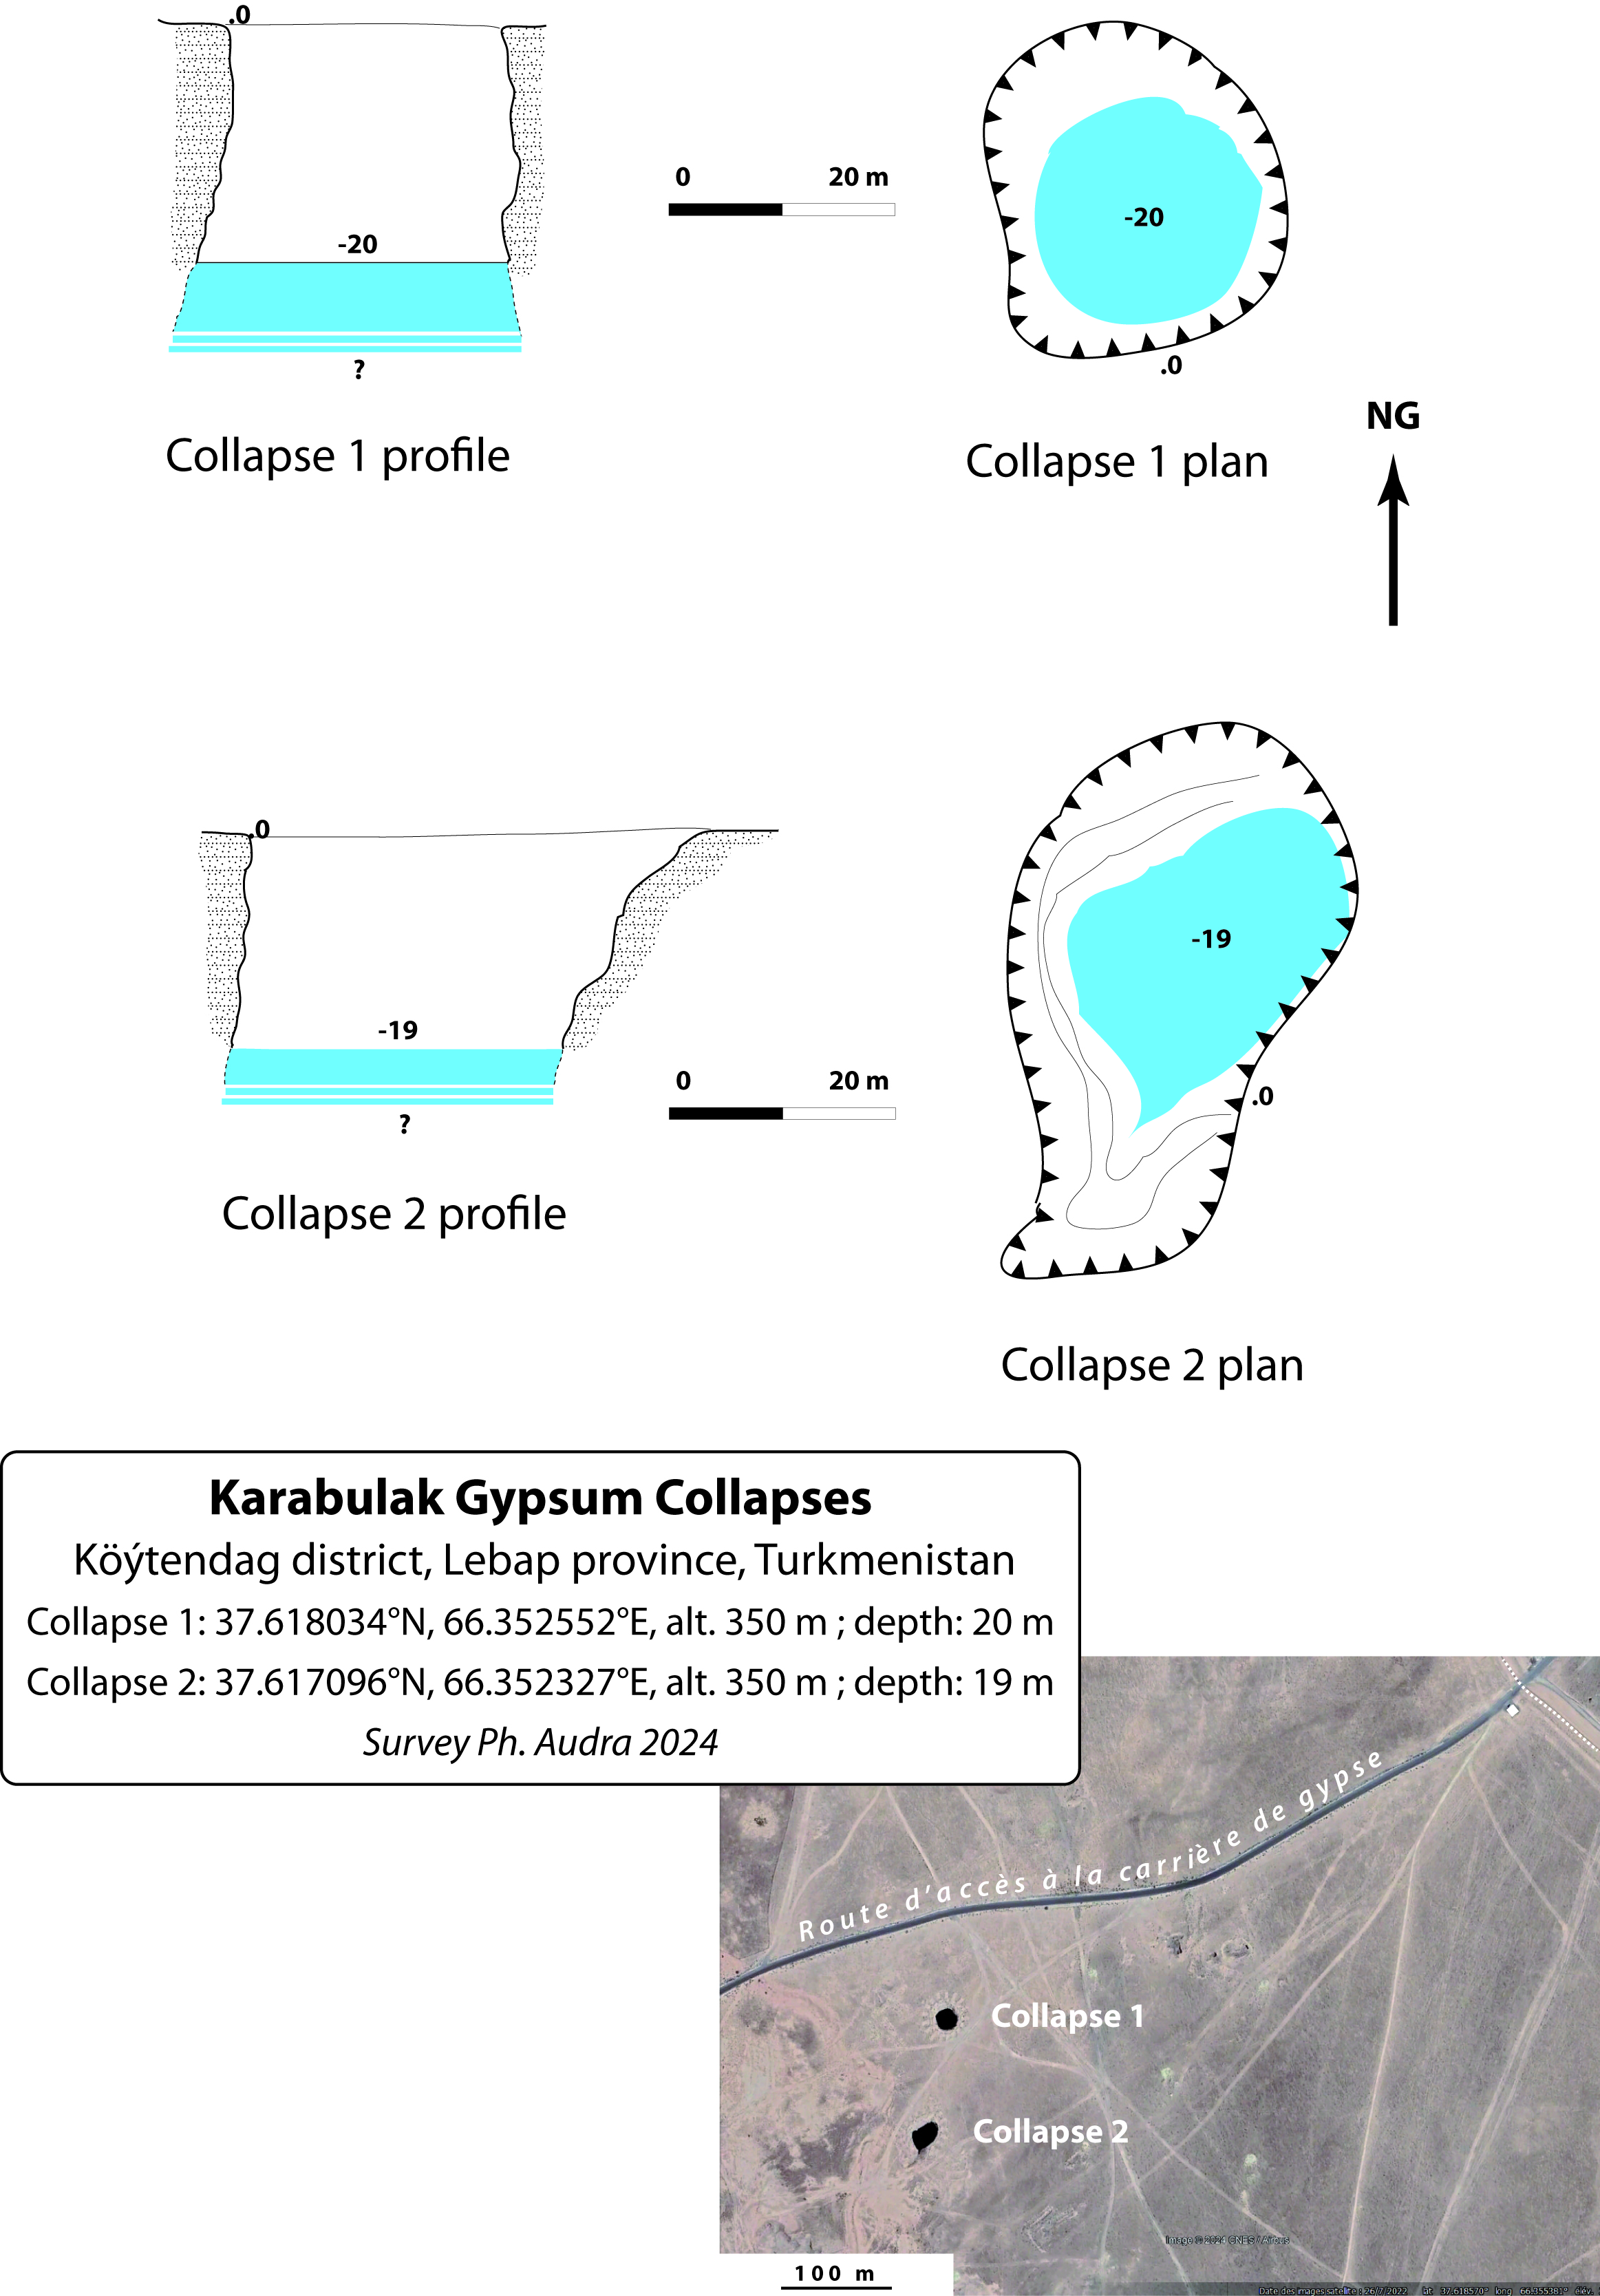 .0
0 20 m
-20
-20
?
.0
Collapse 1 profile
Collapse 1 plan
NG
.0
-19
-19
0 20 m
.0
?
Collapse 2 profile
Collapse 2 plan
Karabulak Gypsum Collapses
Köýtendag district, Lebap province, Turkmenistan
Collapse 1: 37.618034°N, 66.352552°E, alt. 350 m ; depth: 20 m
Collapse 2: 37.617096°N, 66.352327°E, alt. 350 m ; depth: 19 m
Survey Ph. Audra 2024
Route d'accès à la carrière de gypse
Collapse 1
Collapse 2
Image © 2024 CNES / Airbus
100 m
Date des images satellite : 26/7/2022 lat 37.618570° long 66.355381° élév.